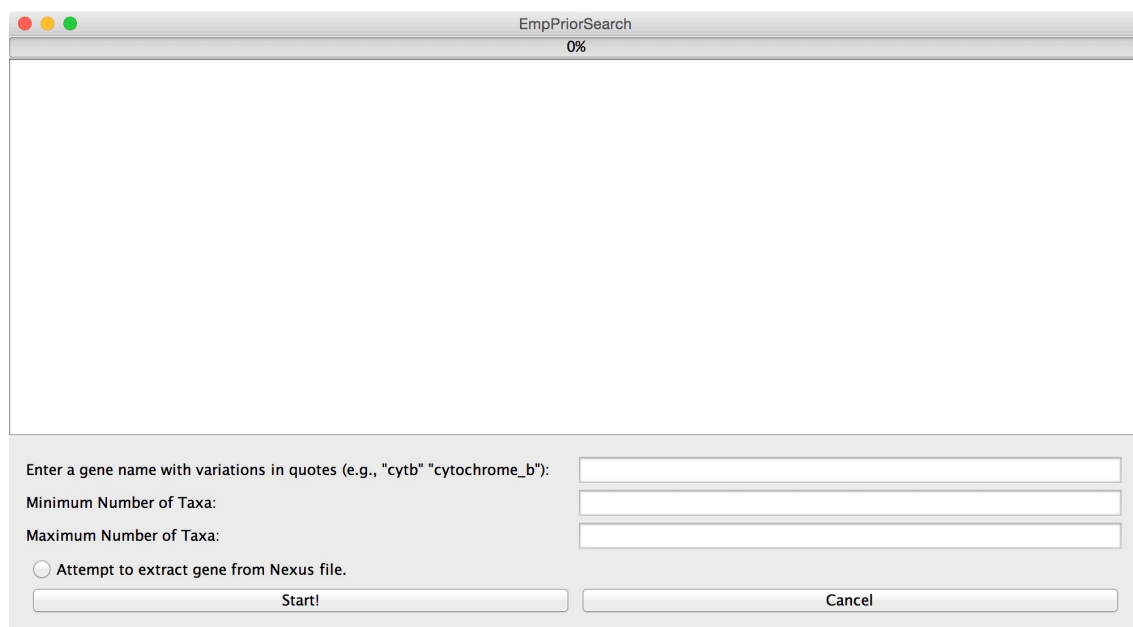 EmpPriorSearch
0%
Enter a gene name with variations in quotes (e.g., "cytb" "cytochrome_b"):
Minimum Number of Taxa:
Maximum Number of Taxa:
Attempt to extract gene from Nexus file.
Start! Cancel